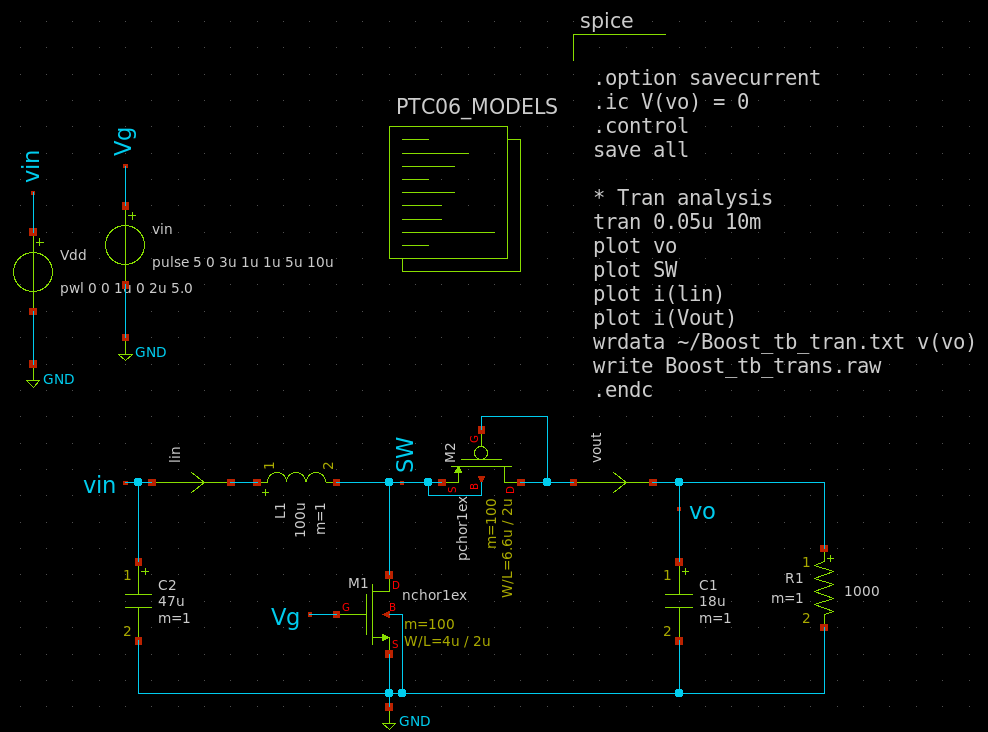 spice
.option savecurrent
.ic V(vo) = 0
.control
save all
* Tran analysis
tran 0.05u 10m
plot vo
plot SW
plot i(lin)
plot i(Vout)
wrdata ~/Boost_tb_tran.txt v(vo)
write Boost_tb_trans.raw
.endc
PTC06_MODELS
vin
Vg
+
Vdd
pwl 0 0 1u 0 2u 5.0
GND
+
vin
pulse 5 0 3u 1u 1u 5u 10u
GND
vin
Iin
1
2
+
L1
100u
m=1
SW
M2
G
S
B
D
pchor1ex
m=100
W/L=6.6u / 2u
vout
vo
1
+
C2
47u
m=1
2
Vg
M1
nchor1ex
D
G
B
S
m=100
W/L=4u / 2u
GND
1
+
C1
18u
m=1
2
1
+
R1
m=1
1000
2